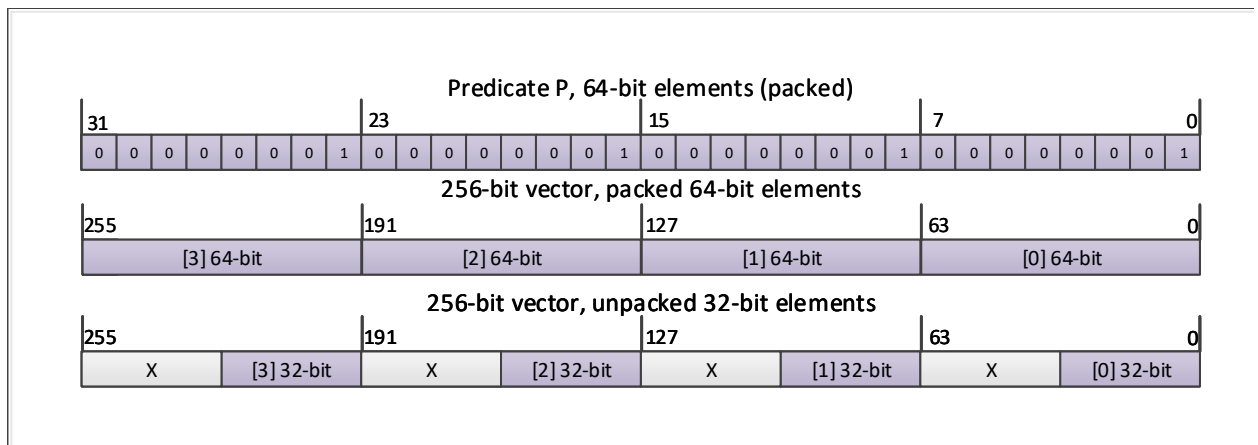 Predicate P, 64-bit elements (packed)
31 23 15 7 0
0 0 0 0 0 0 0 1 0 0 0 0 0 0 0 1 0 0 0 0 0 0 0 1 0 0 0 0 0 0 0 1
256-bit vector, packed 64-bit elements
255 191 127 63 0
[3] 64-bit [2] 64-bit [1] 64-bit [0] 64-bit
256-bit vector, unpacked 32-bit elements
255 191 127 63 0
X [3] 32-bit X [2] 32-bit X [1] 32-bit X [0] 32-bit